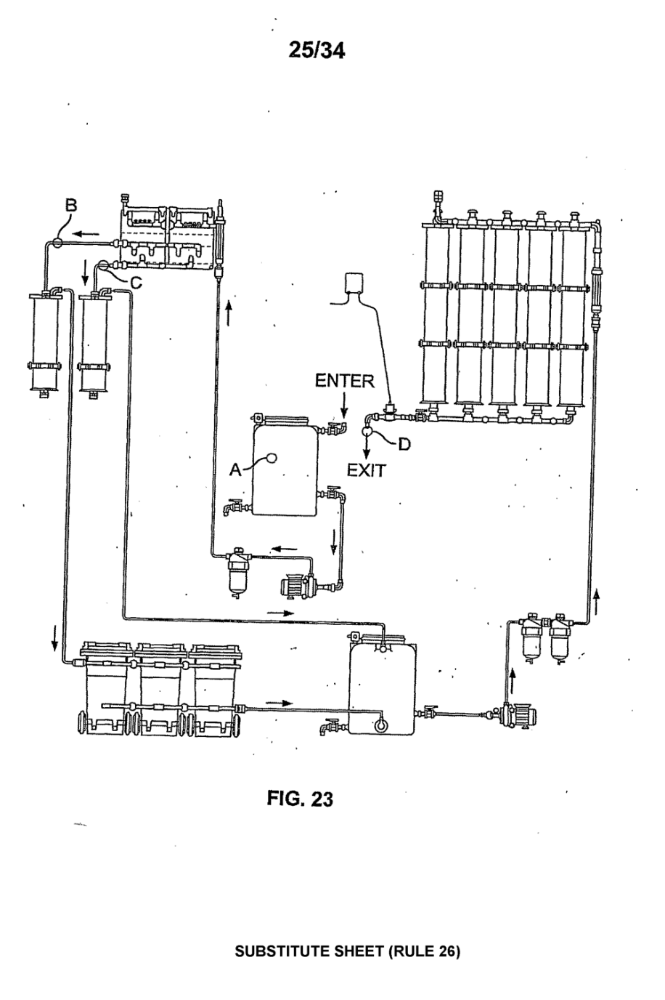 25/34
B
C
ENTER
D
A
EXIT
FIG. 23
SUBSTITUTE SHEET (RULE 26)